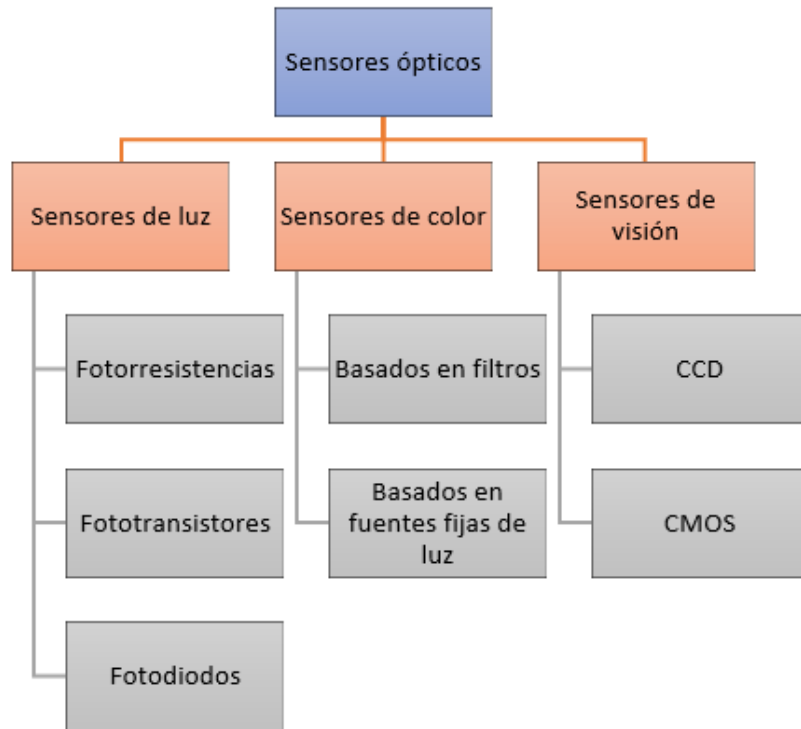 Sensores ópticos
Sensores de luz
Sensores de color
Sensores de
visión
Fotorresistencias
Basados en filtros
CCD
Fototransistores
Basados en
fuentes fijas de
luz
CMOS
Fotodiodos